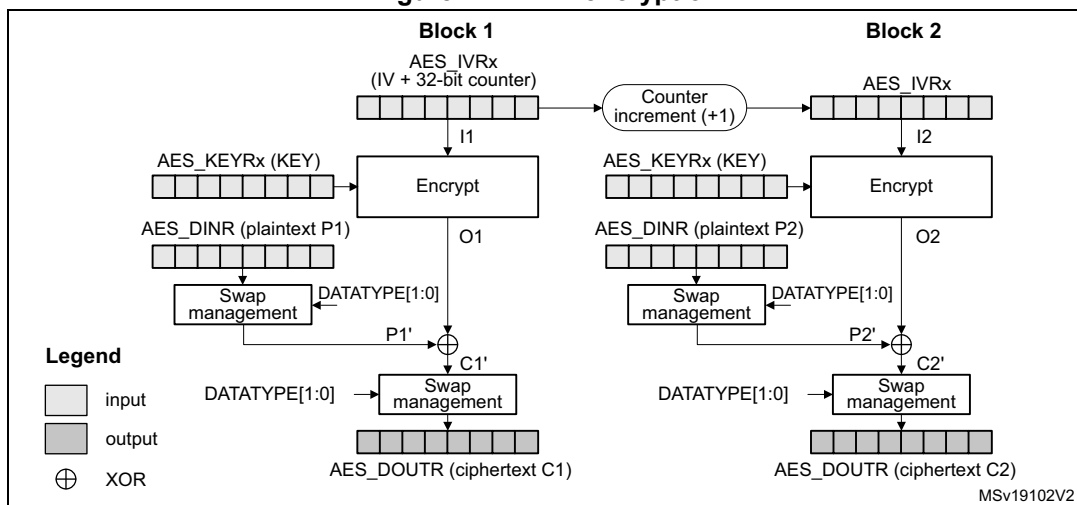 Block 1
Block 2
AES_IVRx
(IV + 32-bit counter)
Counter
increment (+1)
AES_IVRx
I1
I2
AES_KEYRx (KEY)
Encrypt
AES_KEYRx (KEY)
Encrypt
AES_DINR (plaintext P1)
O1
AES_DINR (plaintext P2)
O2
Swap
management
DATATYPE[1:0]
Swap
management
DATATYPE[1:0]
P1'
P2'
Legend
C1'
C2'
input
DATATYPE[1:0]
Swap
management
DATATYPE[1:0]
Swap
management
output
XOR
AES_DOUTR (ciphertext C1)
AES_DOUTR (ciphertext C2)
MSv19102V2